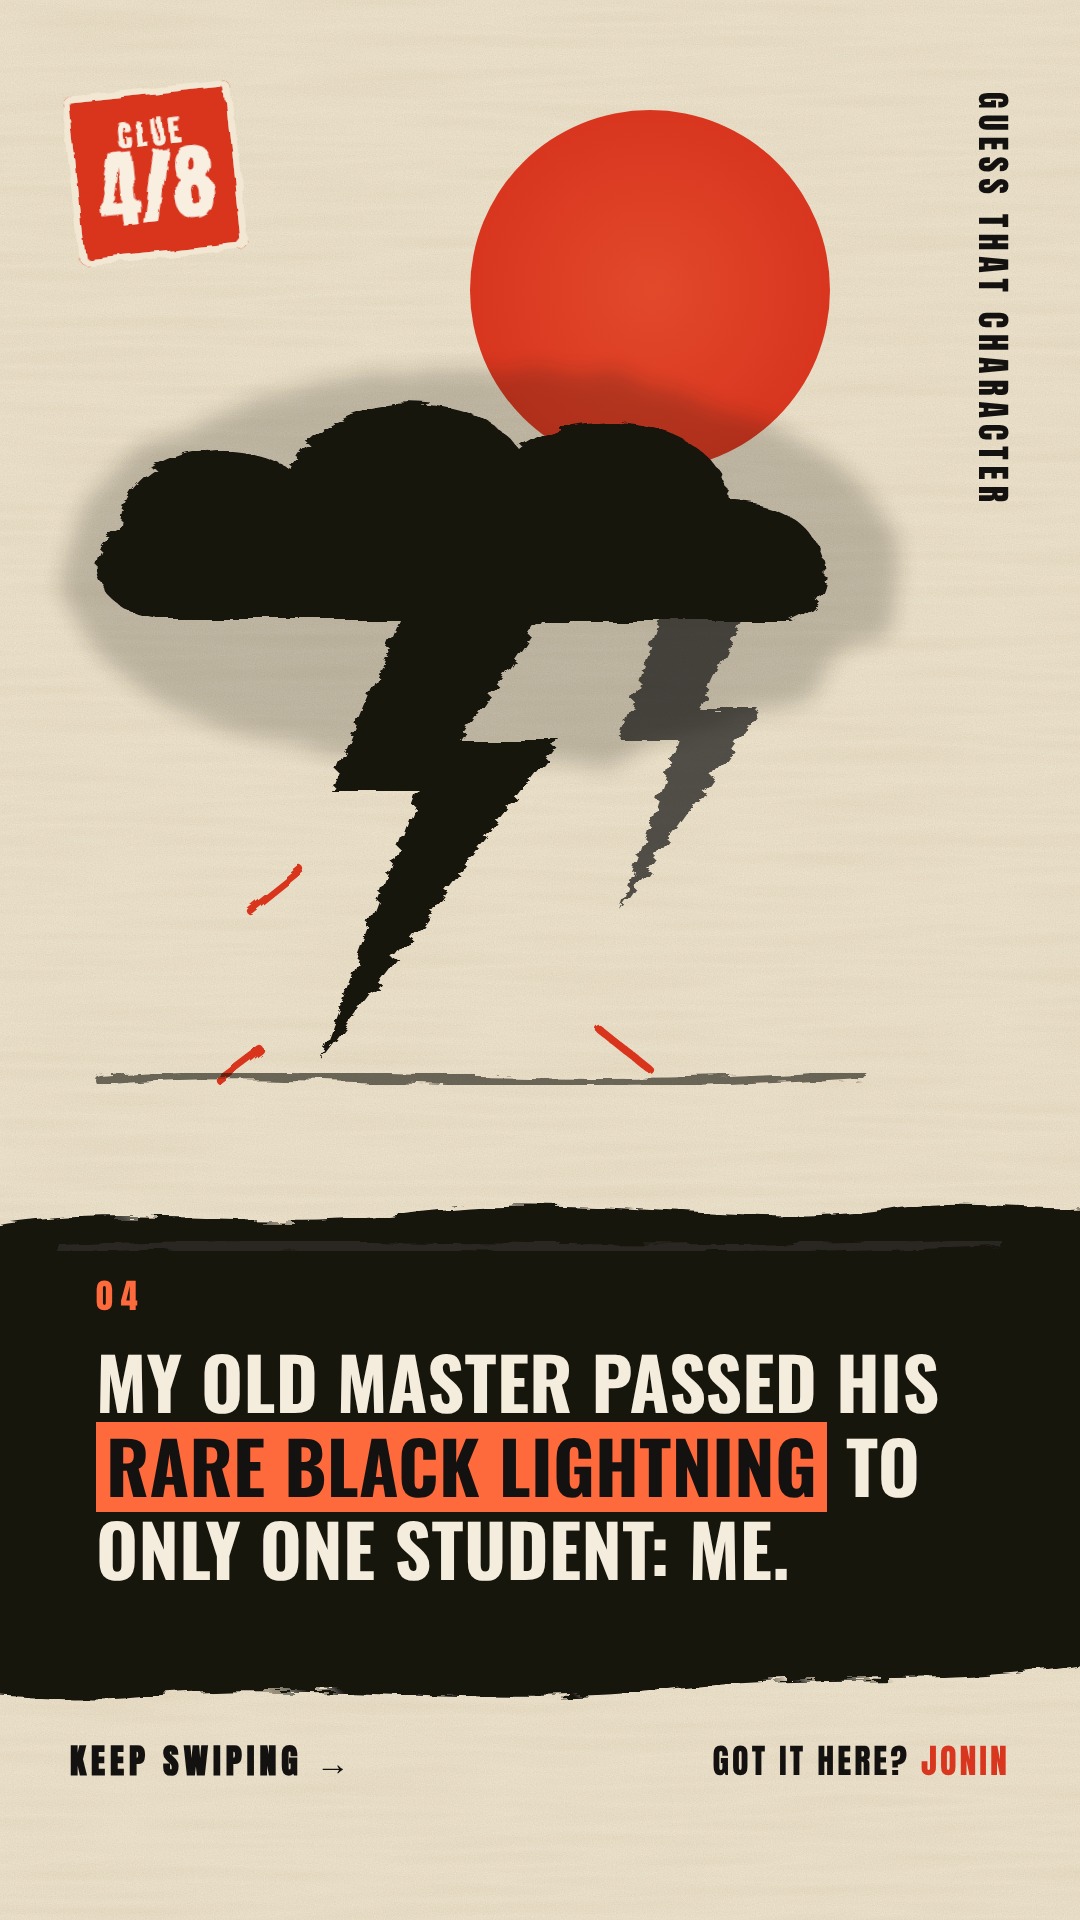 CLUE
4/8
GUESS THAT CHARACTER
04
MY OLD MASTER PASSED HIS
RARE BLACK LIGHTNING TO
ONLY ONE STUDENT: ME.
KEEP SWIPING →
GOT IT HERE? JONIN